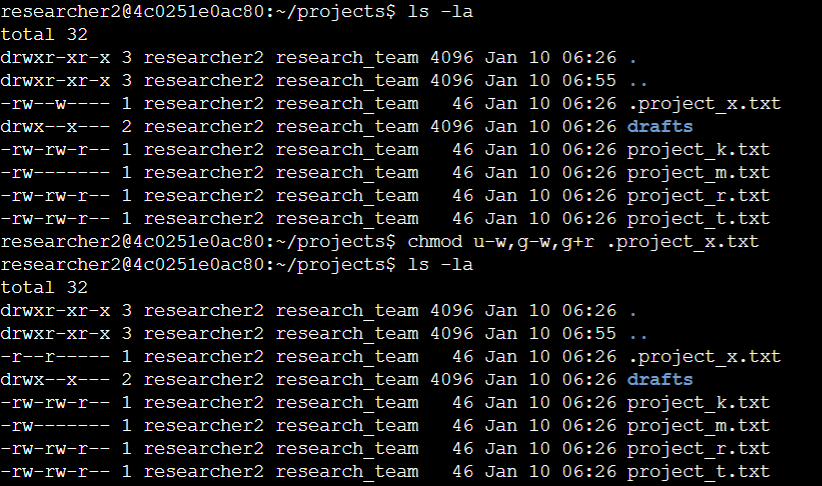 researcher2@4c0251e0ac80:~/projects$ ls -la
total 32
drwxr-xr-x 3 researcher2 research_team 4096 Jan 10 06:26 .
drwxr-xr-x 3 researcher2 research_team 4096 Jan 10 06:55 ..
-rw--w---- 1 researcher2 research_team   46 Jan 10 06:26 .project_x.txt
drwx--x--- 2 researcher2 research_team 4096 Jan 10 06:26 drafts
-rw-rw-r-- 1 researcher2 research_team   46 Jan 10 06:26 project_k.txt
-rw------- 1 researcher2 research_team   46 Jan 10 06:26 project_m.txt
-rw-rw-r-- 1 researcher2 research_team   46 Jan 10 06:26 project_r.txt
-rw-rw-r-- 1 researcher2 research_team   46 Jan 10 06:26 project_t.txt
researcher2@4c0251e0ac80:~/projects$ chmod u-w,g-w,g+r .project_x.txt
researcher2@4c0251e0ac80:~/projects$ ls -la
total 32
drwxr-xr-x 3 researcher2 research_team 4096 Jan 10 06:26 .
drwxr-xr-x 3 researcher2 research_team 4096 Jan 10 06:55 ..
-r--r----- 1 researcher2 research_team   46 Jan 10 06:26 .project_x.txt
drwx--x--- 2 researcher2 research_team 4096 Jan 10 06:26 drafts
-rw-rw-r-- 1 researcher2 research_team   46 Jan 10 06:26 project_k.txt
-rw------- 1 researcher2 research_team   46 Jan 10 06:26 project_m.txt
-rw-rw-r-- 1 researcher2 research_team   46 Jan 10 06:26 project_r.txt
-rw-rw-r-- 1 researcher2 research_team   46 Jan 10 06:26 project_t.txt